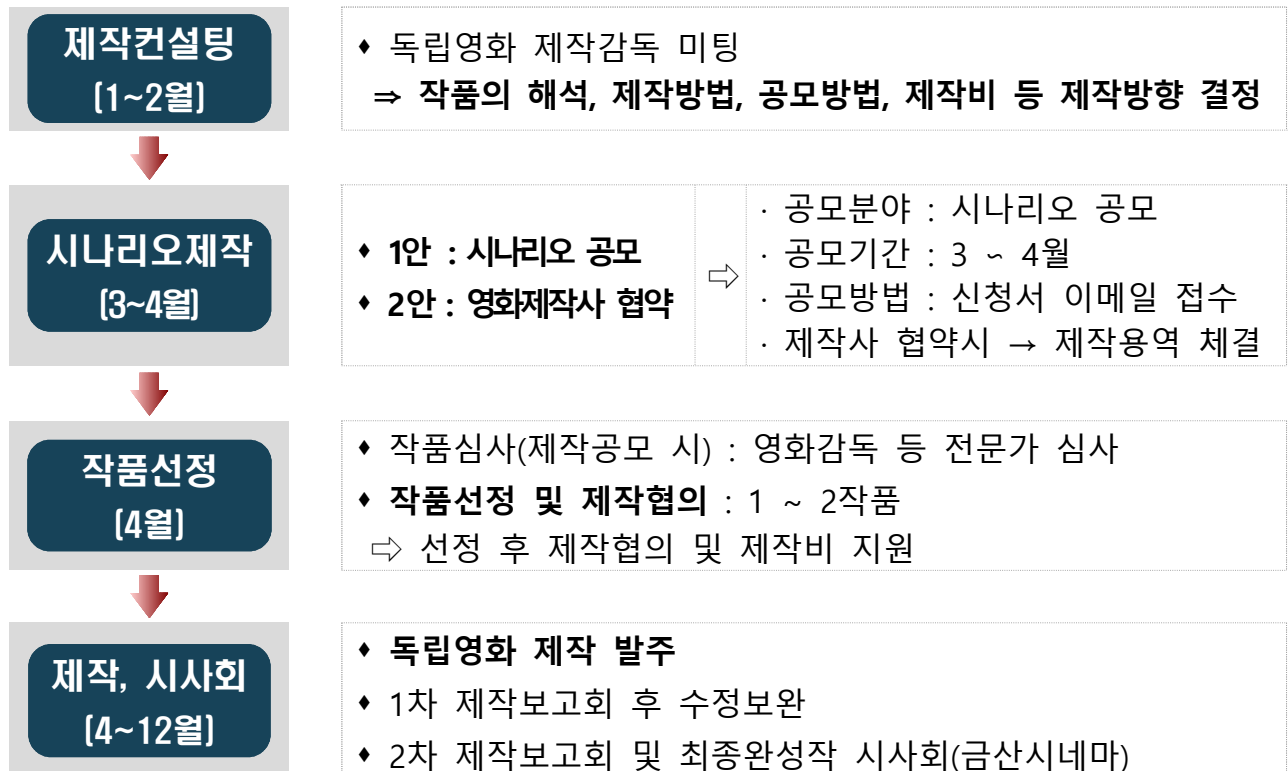 제작컨설팅
(1~2월)
♦ 독립영화 제작감독 미팅
⇒ 작품의 해석, 제작방법, 공모방법, 제작비 등 제작방향 결정
시나리오제작
(3~4월)
♦ 1안 : 시나리오 공모
♦ 2안 : 영화제작사 협약
⇨
· 공모분야 : 시나리오 공모
· 공모기간 : 3 ~ 4월
· 공모방법 : 신청서 이메일 접수
· 제작사 협약시 → 제작용역 체결
작품선정
(4월)
♦ 작품심사(제작공모 시) : 영화감독 등 전문가 심사
♦ 작품선정 및 제작협의 : 1 ~ 2작품
⇨ 선정 후 제작협의 및 제작비 지원
제작, 시사회
(4~12월)
♦ 독립영화 제작 발주
♦ 1차 제작보고회 후 수정보완
♦ 2차 제작보고회 및 최종완성작 시사회(금산시네마)